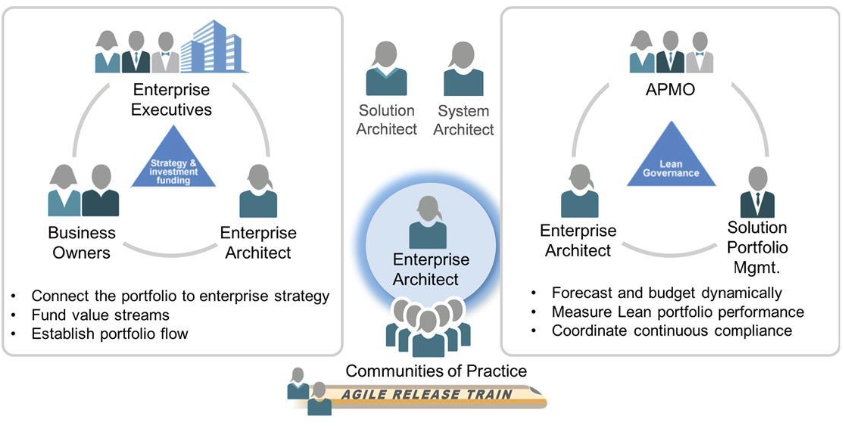 Enterprise
Executives
Strategy &
investment
funding
Business
Owners
Enterprise
Architect
• Connect the portfolio to enterprise strategy
• Fund value streams
• Establish portfolio flow
Solution
Architect
System
Architect
Enterprise
Architect
Communities of Practice
AGILE RELEASE TRAIN
APMO
Lean
Governance
Enterprise
Architect
Solution
Portfolio
Mgmt.
• Forecast and budget dynamically
• Measure Lean portfolio performance
• Coordinate continuous compliance